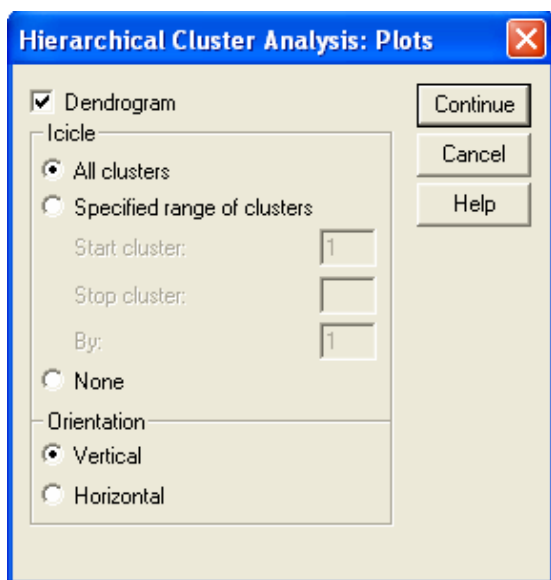 Hierarchical Cluster Analysis: Plots
Dendrogram
Continue
Icicle
Cancel
All clusters
Specified range of clusters
Help
Start cluster: 1
Stop cluster:
By: 1
None
Orientation
Vertical
Horizontal